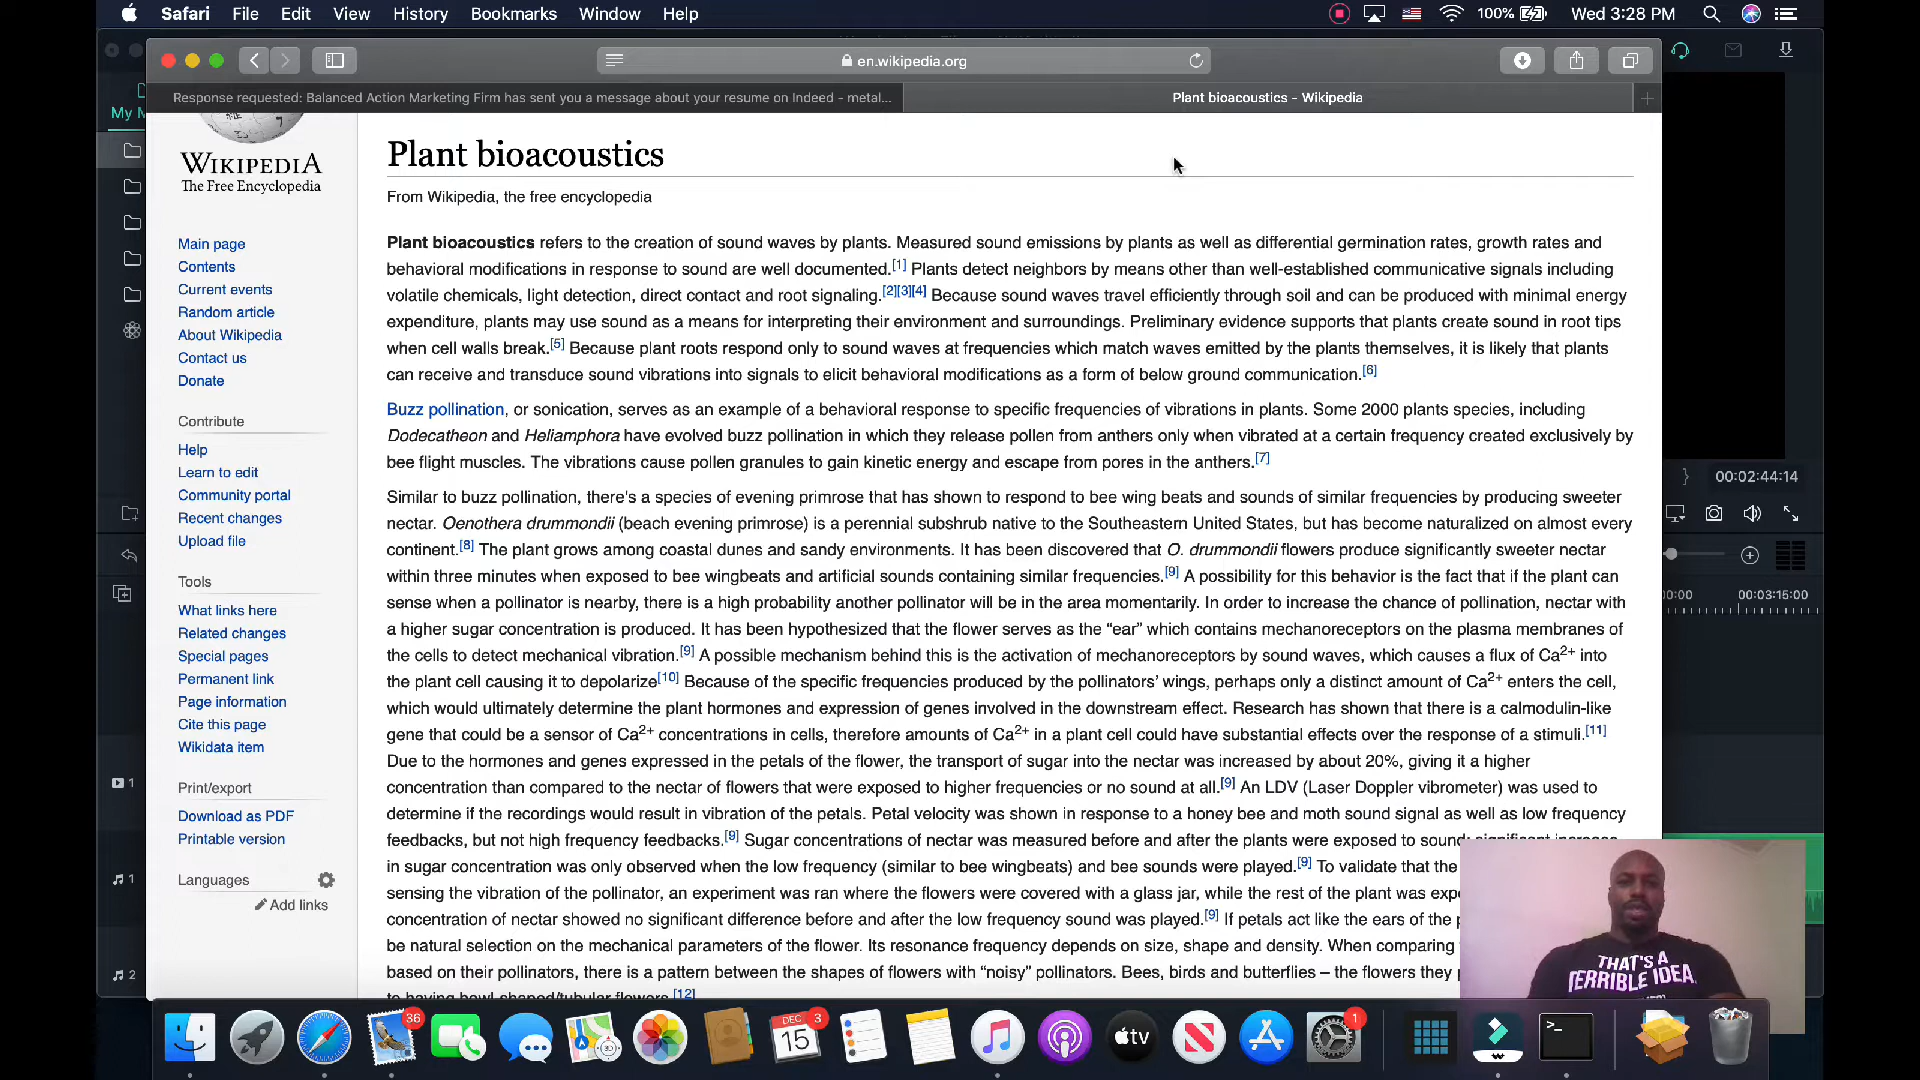 Safari File Edit View History Bookmarks Window Help 100% Wed 3:28 PM
en.wikipedia.org
Response requested: Balanced Action Marketing Firm has sent you a message about your resume on Indeed - metal...
Plant bioacoustics - Wikipedia
My
WIKIPEDIA
The Free Encyclopedia
Main page
Contents
Current events
Random article
About Wikipedia
Contact us
Donate
Contribute
Help
Learn to edit
Community portal
Recent changes
Upload file
Tools
What links here
Related changes
Special pages
Permanent link
Page information
Cite this page
Wikidata item
Print/export
Download as PDF
Printable version
Languages
Add links
Plant bioacoustics
From Wikipedia, the free encyclopedia
Plant bioacoustics refers to the creation of sound waves by plants. Measured sound emissions by plants as well as differential germination rates, growth rates and
behavioral modifications in response to sound are well documented.[1] Plants detect neighbors by means other than well-established communicative signals including
volatile chemicals, light detection, direct contact and root signaling.[2][3][4] Because sound waves travel efficiently through soil and can be produced with minimal energy
expenditure, plants may use sound as a means for interpreting their environment and surroundings. Preliminary evidence supports that plants create sound in root tips
when cell walls break.[5] Because plant roots respond only to sound waves at frequencies which match waves emitted by the plants themselves, it is likely that plants
can receive and transduce sound vibrations into signals to elicit behavioral modifications as a form of below ground communication.[6]
Buzz pollination, or sonication, serves as an example of a behavioral response to specific frequencies of vibrations in plants. Some 2000 plants species, including
Dodecatheon and Heliamphora have evolved buzz pollination in which they release pollen from anthers only when vibrated at a certain frequency created exclusively by
bee flight muscles. The vibrations cause pollen granules to gain kinetic energy and escape from pores in the anthers.[7]
Similar to buzz pollination, there's a species of evening primrose that has shown to respond to bee wing beats and sounds of similar frequencies by producing sweeter
nectar. Oenothera drummondii (beach evening primrose) is a perennial subshrub native to the Southeastern United States, but has become naturalized on almost every
continent.[8] The plant grows among coastal dunes and sandy environments. It has been discovered that O. drummondii flowers produce significantly sweeter nectar
within three minutes when exposed to bee wingbeats and artificial sounds containing similar frequencies.[9] A possibility for this behavior is the fact that if the plant can
sense when a pollinator is nearby, there is a high probability another pollinator will be in the area momentarily. In order to increase the chance of pollination, nectar with
a higher sugar concentration is produced. It has been hypothesized that the flower serves as the “ear” which contains mechanoreceptors on the plasma membranes of
the cells to detect mechanical vibration.[9] A possible mechanism behind this is the activation of mechanoreceptors by sound waves, which causes a flux of Ca2+ into
the plant cell causing it to depolarize[10] Because of the specific frequencies produced by the pollinators’ wings, perhaps only a distinct amount of Ca2+ enters the cell,
which would ultimately determine the plant hormones and expression of genes involved in the downstream effect. Research has shown that there is a calmodulin-like
gene that could be a sensor of Ca2+ concentrations in cells, therefore amounts of Ca2+ in a plant cell could have substantial effects over the response of a stimuli.[11]
Due to the hormones and genes expressed in the petals of the flower, the transport of sugar into the nectar was increased by about 20%, giving it a higher
concentration than compared to the nectar of flowers that were exposed to higher frequencies or no sound at all.[9] An LDV (Laser Doppler vibrometer) was used to
determine if the recordings would result in vibration of the petals. Petal velocity was shown in response to a honey bee and moth sound signal as well as low frequency
feedbacks, but not high frequency feedbacks.[9] Sugar concentrations of nectar was measured before and after the plants were exposed to sound; significant increase
in sugar concentration was only observed when the low frequency (similar to bee wingbeats) and bee sounds were played.[9] To validate that the
sensing the vibration of the pollinator, an experiment was ran where the flowers were covered with a glass jar, while the rest of the plant was exp
concentration of nectar showed no significant difference before and after the low frequency sound was played.[9] If petals act like the ears of the
be natural selection on the mechanical parameters of the flower. Its resonance frequency depends on size, shape and density. When comparing
based on their pollinators, there is a pattern between the shapes of flowers with “noisy” pollinators. Bees, birds and butterflies – the flowers they
to having bowl-shaped/tubular flowers.[12]
00:02:44:14
00:00 00:03:15:00
1
1
2
THAT'S A
TERRIBLE IDEA.
36
DEC
15
3
tv
1
>_